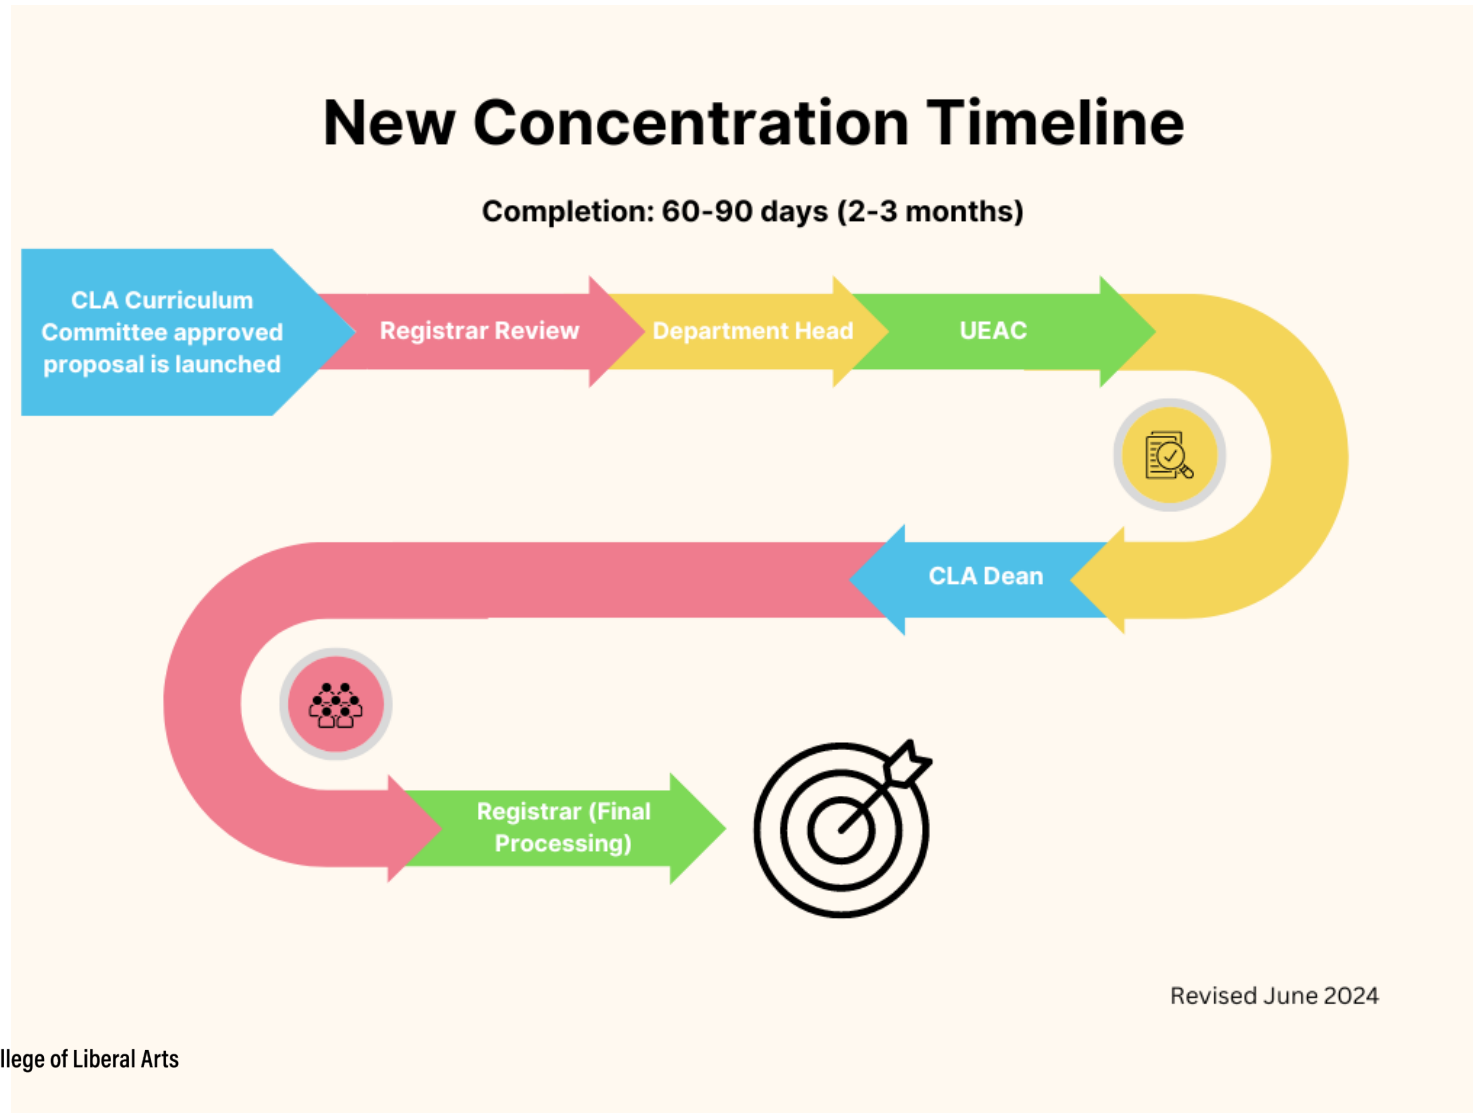 New Concentration Timeline
Completion: 60-90 days (2-3 months)
CLA Curriculum
Committee approved
proposal is launched
Registrar Review
Department Head
UEAC
CLA Dean
Registrar (Final
Processing)
Revised June 2024
llege of Liberal Arts